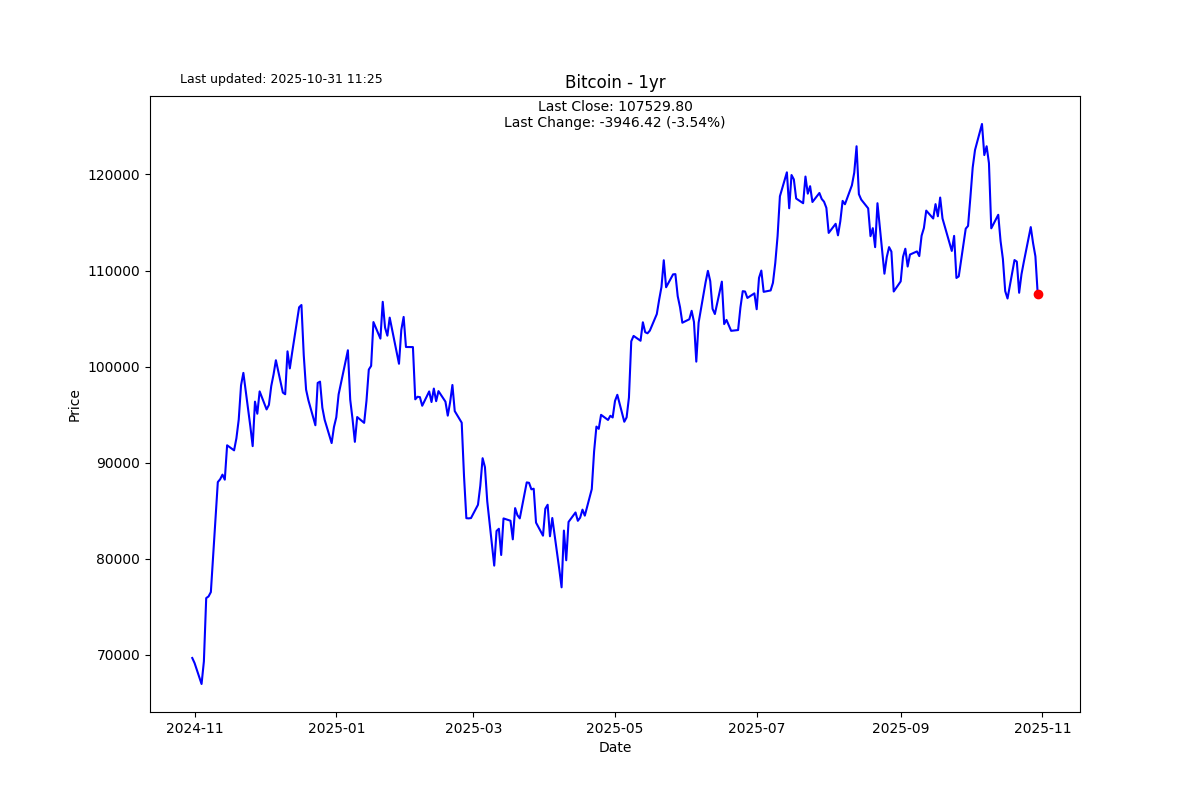 Last updated: 2025-10-31 11:25
Bitcoin - 1yr
Last Close: 107529.80
Last Change: -3946.42 (-3.54%)
120000
110000
100000
90000
80000
70000
Price
2024-11
2025-01
2025-03
2025-05
2025-07
2025-09
2025-11
Date